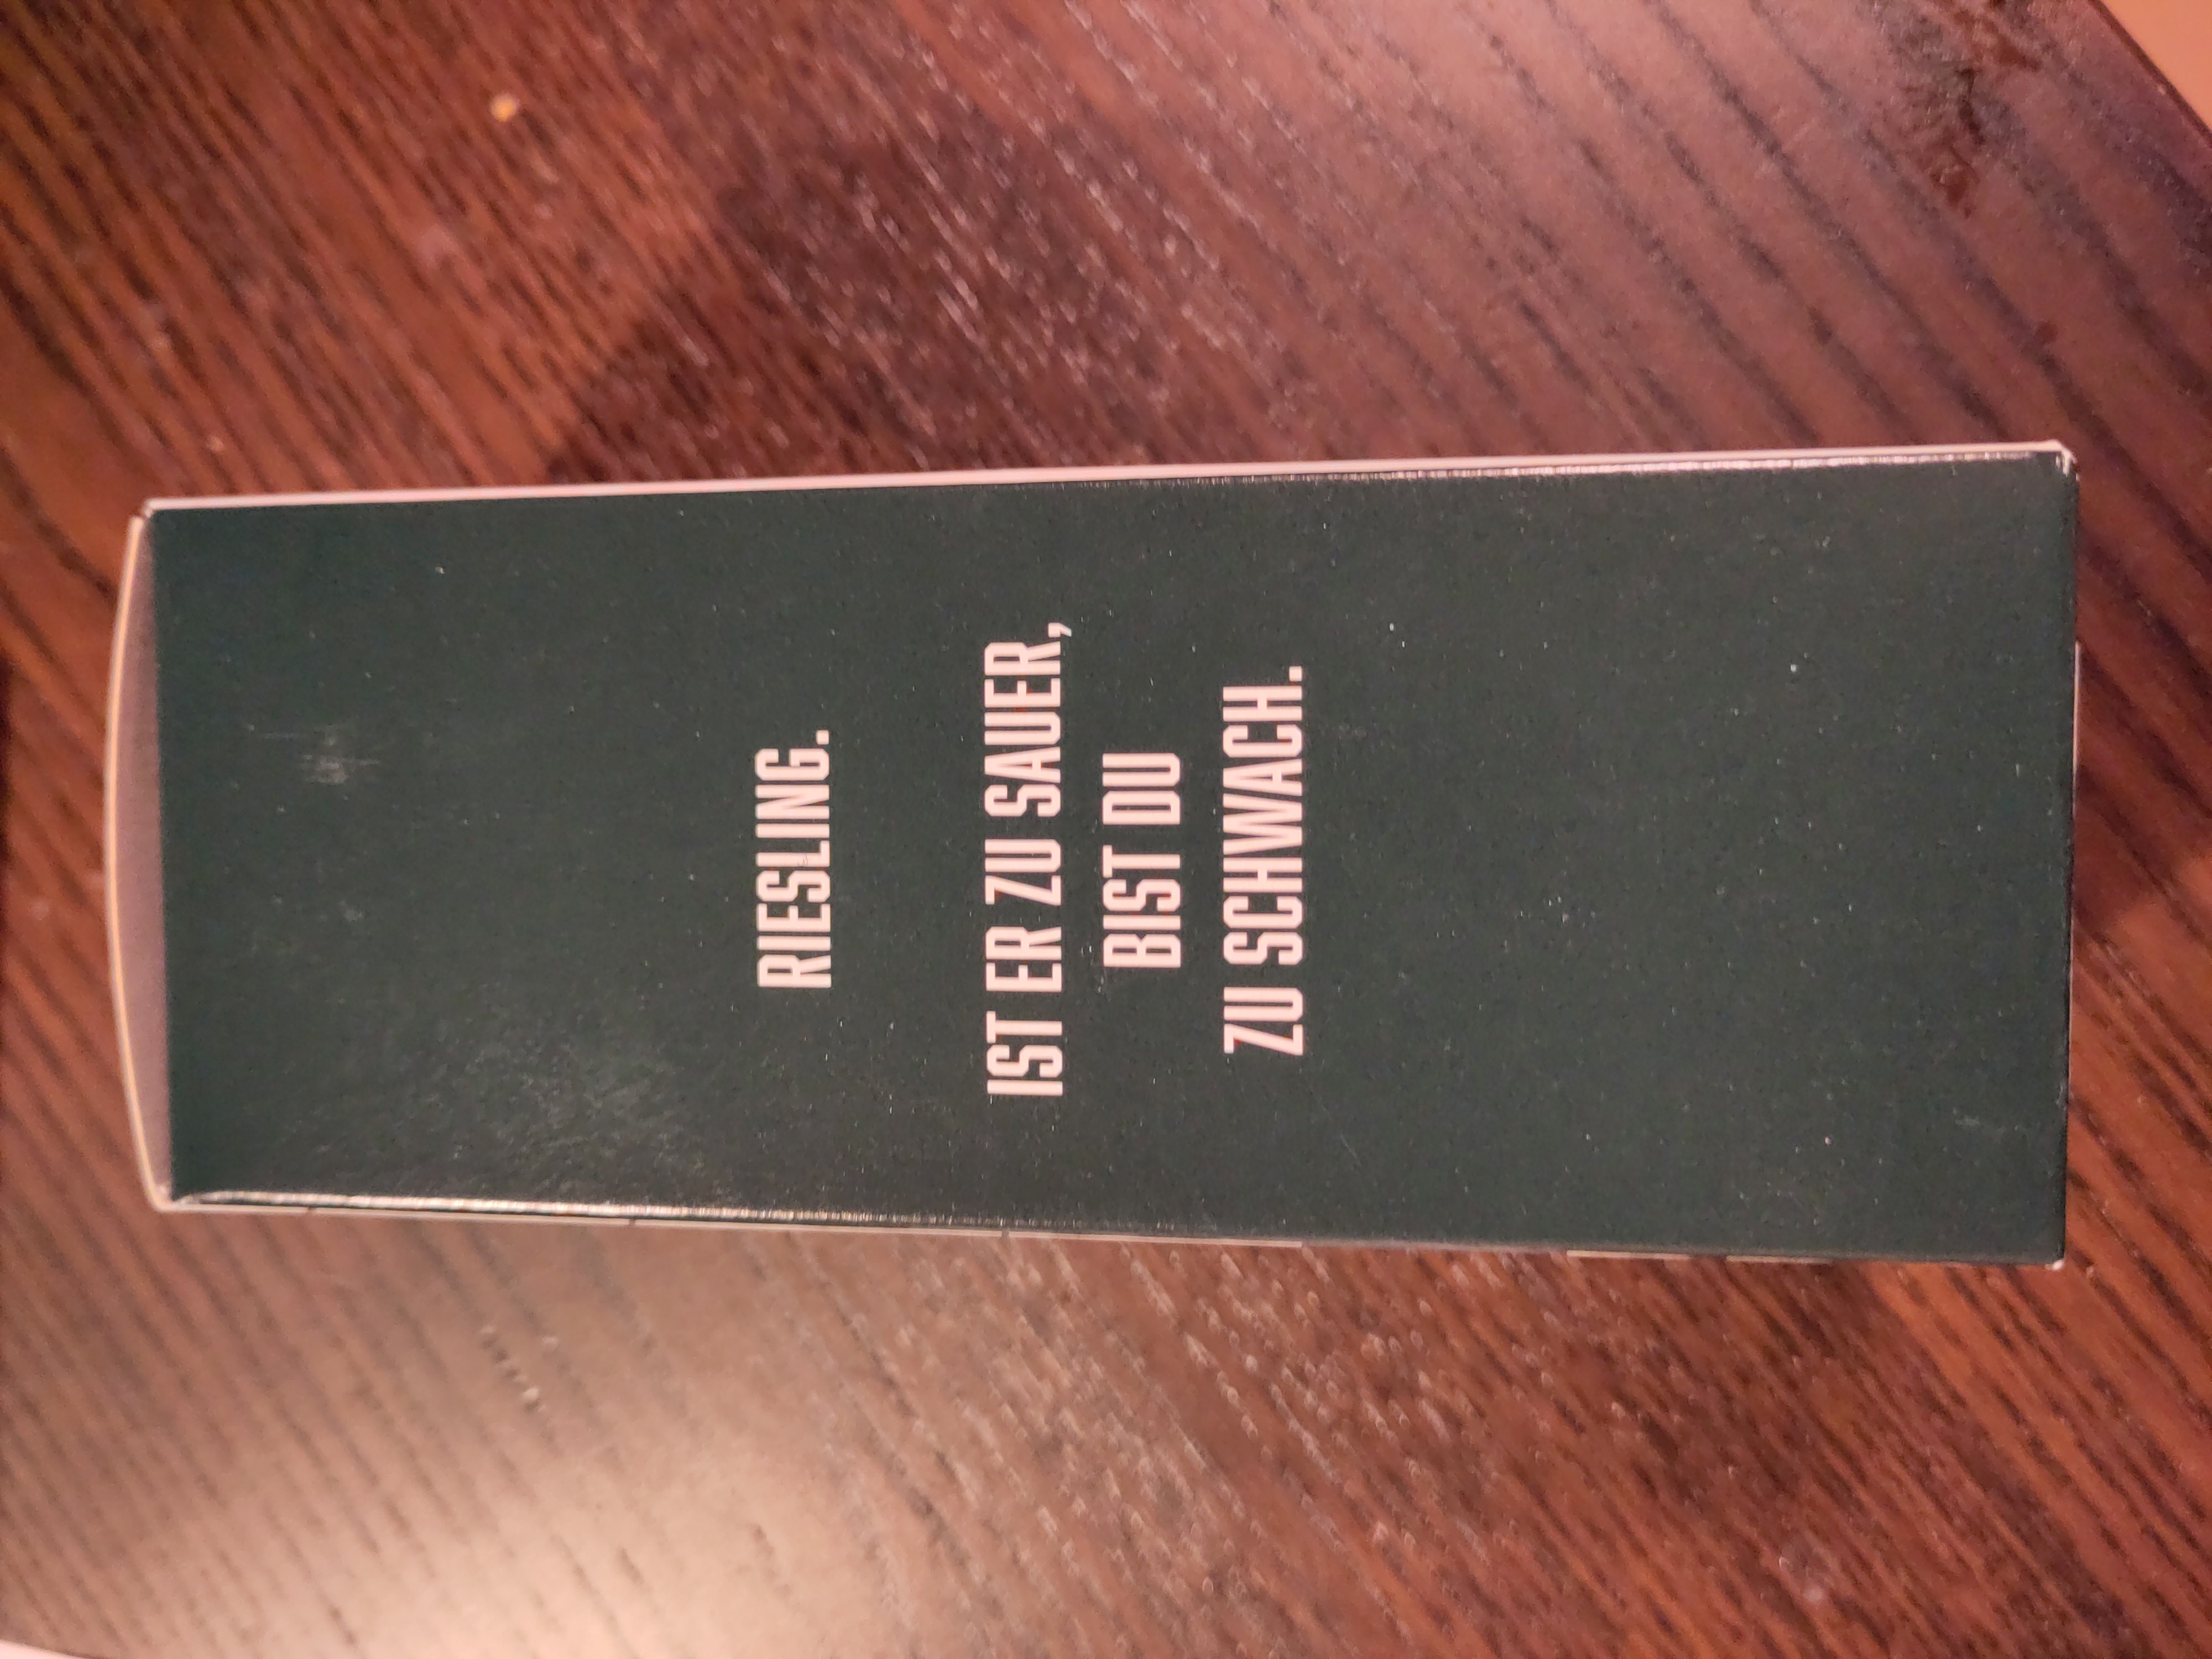 RIESLING.
IST ER ZU SAUER,
BIST DU
ZU SCHWACH.